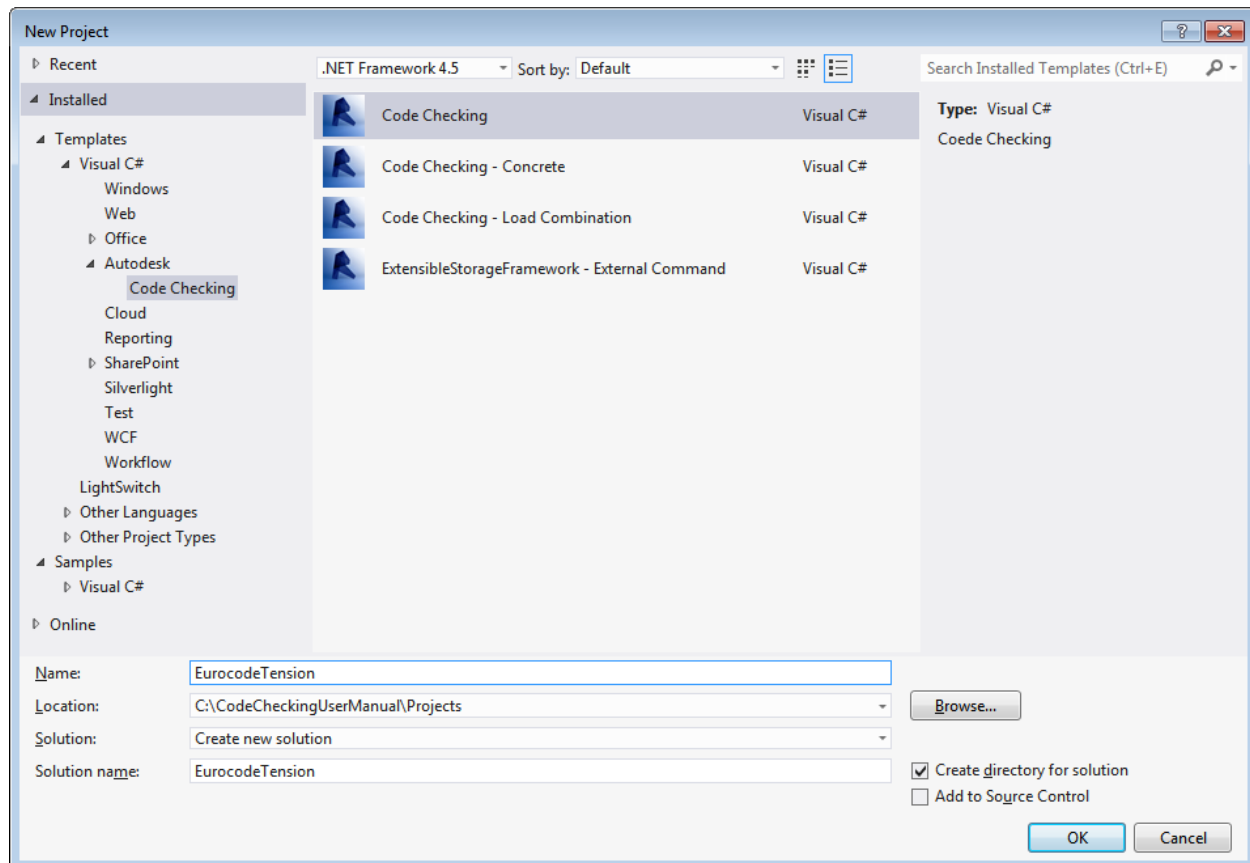 New Project
Recent
.NET Framework 4.5 Sort by: Default Search Installed Templates (Ctrl+E)
Installed
Templates
Visual C#
Windows
Web
Office
Autodesk
Code Checking
Cloud
Reporting
SharePoint
Silverlight
Test
WCF
Workflow
LightSwitch
Other Languages
Other Project Types
Samples
Visual C#
Online
Code Checking Visual C#
Code Checking - Concrete Visual C#
Code Checking - Load Combination Visual C#
ExtensibleStorageFramework - External Command Visual C#
Type: Visual C#
Coede Checking
Name: EurocodeTension
Location: C:\CodeCheckingUserManual\Projects Browse...
Solution: Create new solution
Solution name: EurocodeTension
Create directory for solution
Add to Source Control
OK Cancel